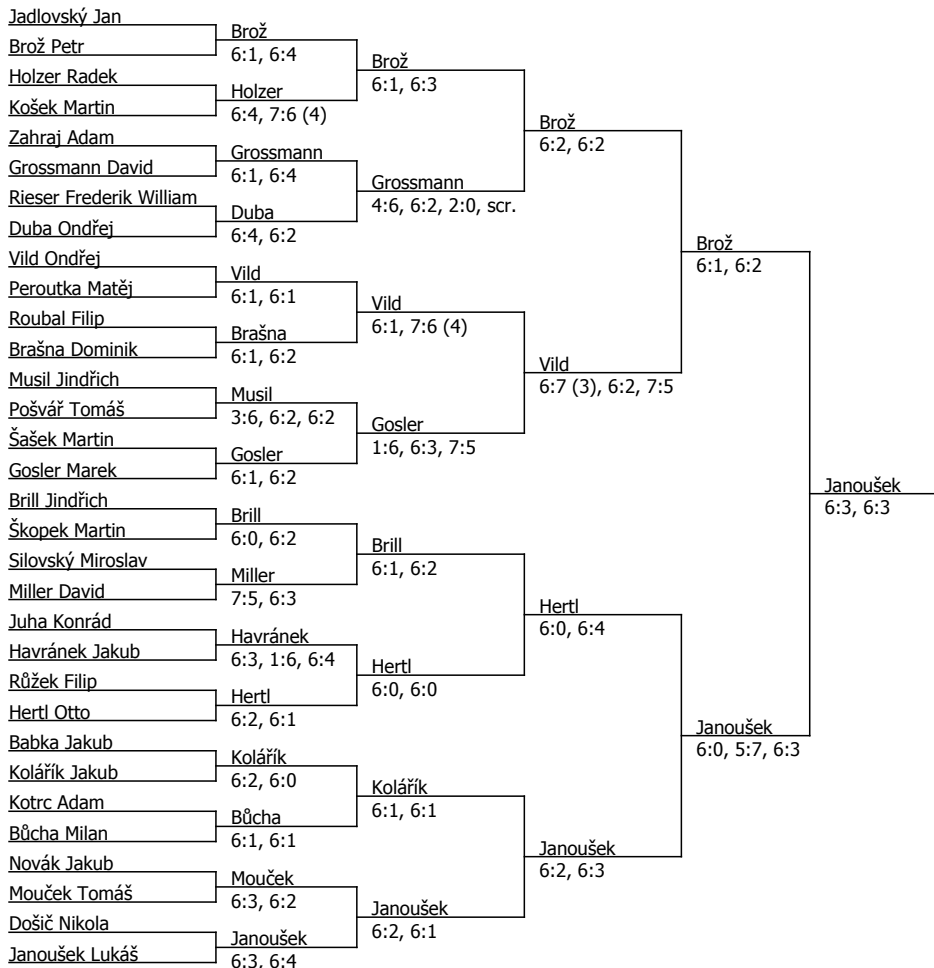 Jadlovský Jan
Brož Petr
Holzer Radek
Košek Martin
Zahraj Adam
Grossmann David
Rieser Frederik William
Duba Ondřej
Vild Ondřej
Peroutka Matěj
Roubal Filip
Brašna Dominik
Musil Jindřich
Pošvář Tomáš
Šašek Martin
Gosler Marek
Brill Jindřich
Škopek Martin
Silovský Miroslav
Miller David
Juha Konrád
Havránek Jakub
Růžek Filip
Hertl Otto
Babka Jakub
Kolářík Jakub
Kotrc Adam
Bůcha Milan
Novák Jakub
Mouček Tomáš
Došič Nikola
Janoušek Lukáš
Brož
6:1, 6:4
Holzer
6:4, 7:6 (4)
Grossmann
6:1, 6:4
Duba
6:4, 6:2
Vild
6:1, 6:1
Brašna
6:1, 6:2
Musil
3:6, 6:2, 6:2
Gosler
6:1, 6:2
Brill
6:0, 6:2
Miller
7:5, 6:3
Havránek
6:3, 1:6, 6:4
Hertl
6:2, 6:1
Kolářík
6:2, 6:0
Bůcha
6:1, 6:1
Mouček
6:3, 6:2
Janoušek
6:3, 6:4
Brož
6:1, 6:3
Grossmann
4:6, 6:2, 2:0, scr.
Vild
6:1, 7:6 (4)
Gosler
1:6, 6:3, 7:5
Brill
6:1, 6:2
Hertl
6:0, 6:0
Kolářík
6:1, 6:1
Janoušek
6:2, 6:1
Brož
6:2, 6:2
Vild
6:7 (3), 6:2, 7:5
Hertl
6:0, 6:4
Janoušek
6:2, 6:3
Brož
6:1, 6:2
Janoušek
6:0, 5:7, 6:3
Janoušek
6:3, 6:3